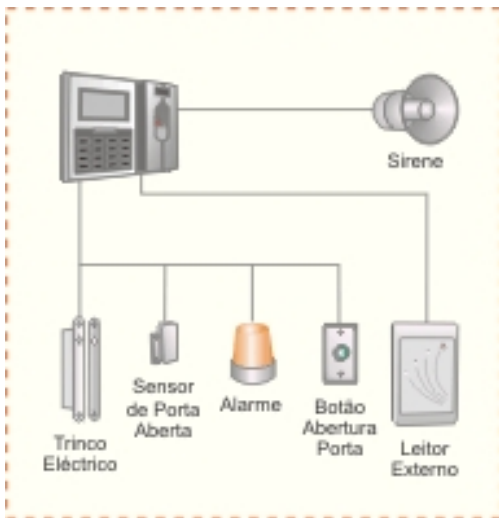 Sirene
Sensor
de Porta
Aberta
Alarme
Botão
Abertura
Porta
Trinco
Eléctrico
Leitor
Externo